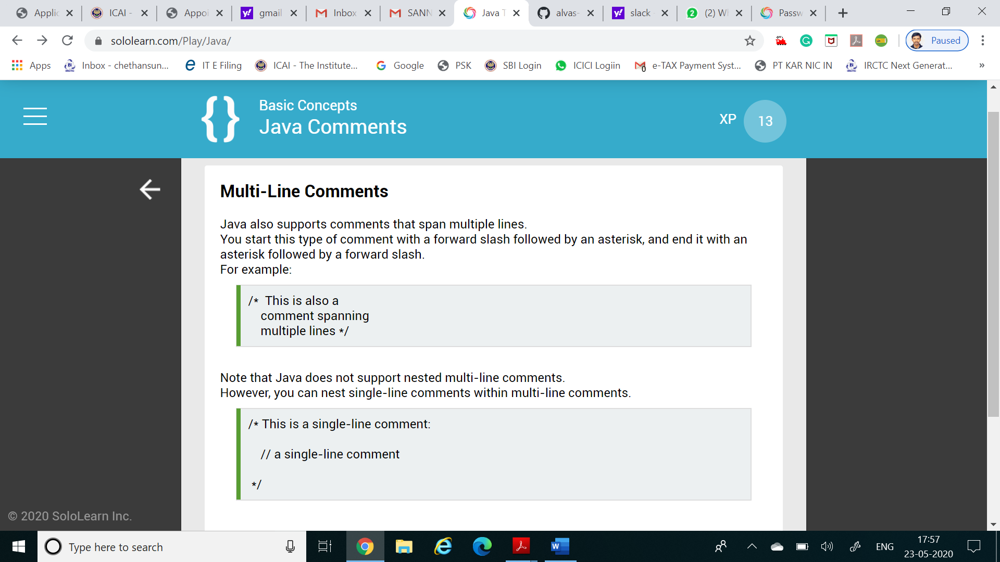 Applic
ICAI -
Appoi
gmail
Inbox
SANN
Java T
alvas-
slack
(2) W
Passw
sololearn.com/Play/Java/
Paused
Apps
Inbox - chethansun...
IT E Filing
ICAI - The Institute...
Google
PSK
SBI Login
ICICI Logiin
e-TAX Payment Syst...
PT KAR NIC IN
IRCTC Next Generat...
»
Basic Concepts
Java Comments
XP
13
Multi-Line Comments
Java also supports comments that span multiple lines.
You start this type of comment with a forward slash followed by an asterisk, and end it with an
asterisk followed by a forward slash.
For example:
/* This is also a
comment spanning
multiple lines */
Note that Java does not support nested multi-line comments.
However, you can nest single-line comments within multi-line comments.
/* This is a single-line comment:
// a single-line comment
*/
© 2020 SoloLearn Inc.
Type here to search
ENG
17:57
23-05-2020